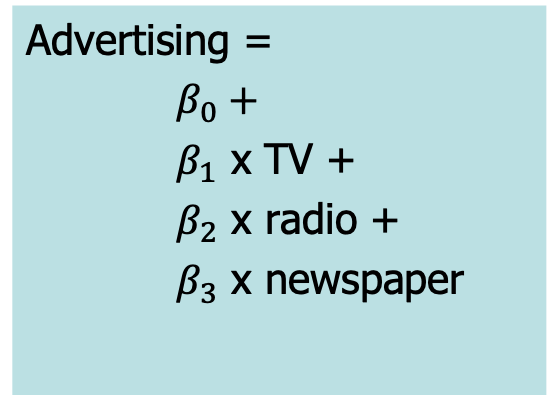 Advertising =
β₀ +
β₁ x TV +
β₂ x radio +
β₃ x newspaper